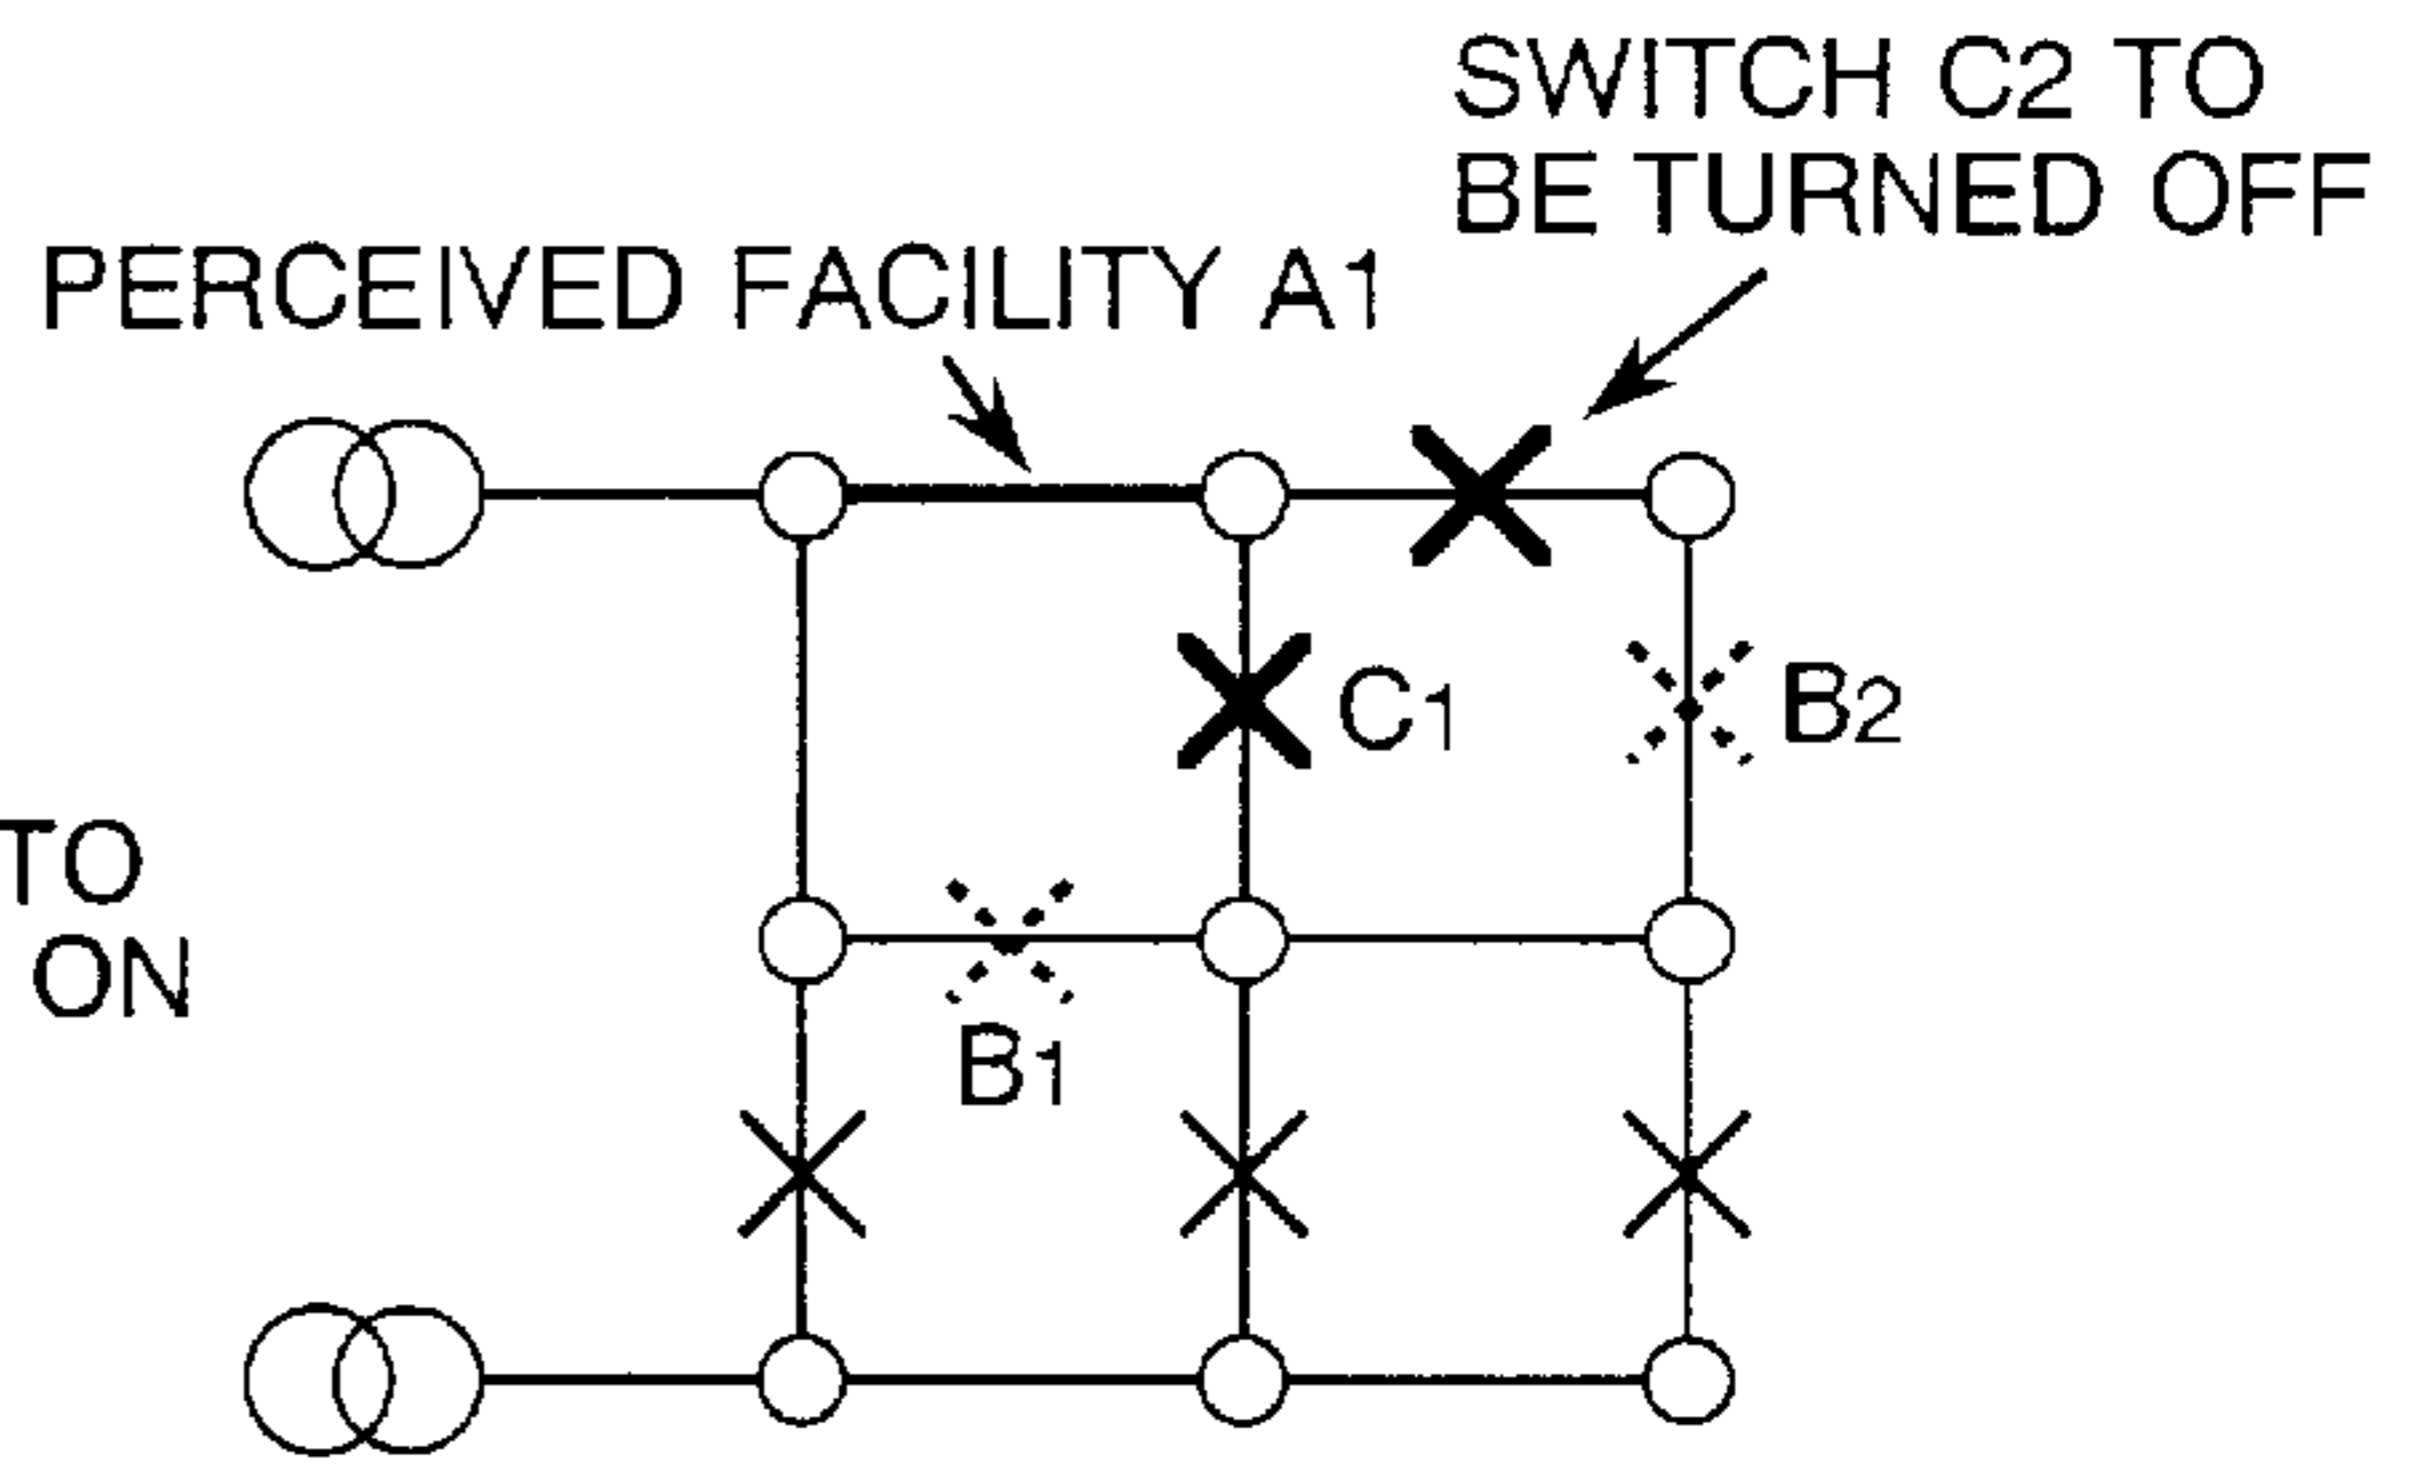 SWITCH C2 TO
BE TURNED OFF
PERCEIVED FACILITY A1
C1
B2
TO
ON
B1